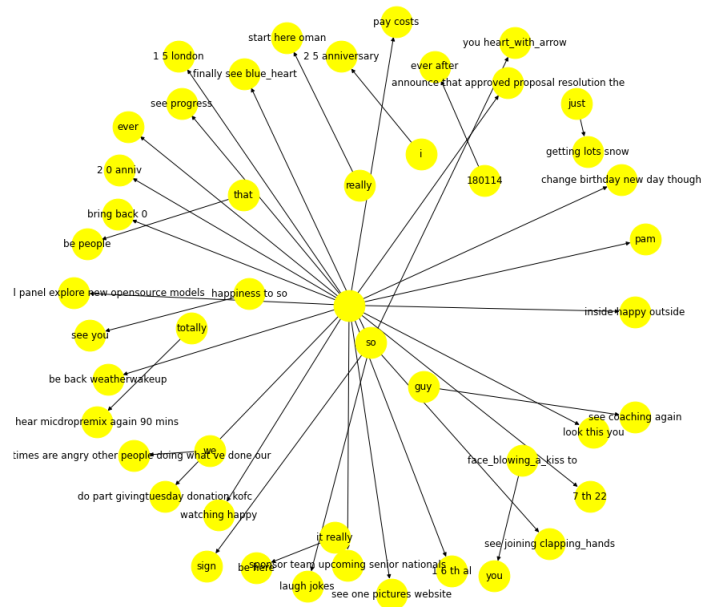 pay costs
start here oman
you heart_with_arrow
1 5 london
2 5 anniversary
ever after
finally see blue_heart
announce that approved proposal resolution the
see progress
just
ever
i
getting lots snow
2 0 anniv
really
180114
change birthday new day though
that
bring back 0
be people
pam
l panel explore new opensource models
happiness to so
inside happy outside
see you
totally
so
be back weatherwakeup
guy
hear micdropremix again 90 mins
see coaching again
look this you
times are angry other people doing what ve done our
we
face_blowing_a_kiss to
do part givingtuesday donation kofc
7 th 22
watching happy
it really
see joining clapping_hands
sign
be here
sponsor team upcoming senior nationals
1 6 th al
you
laugh jokes
see one pictures website